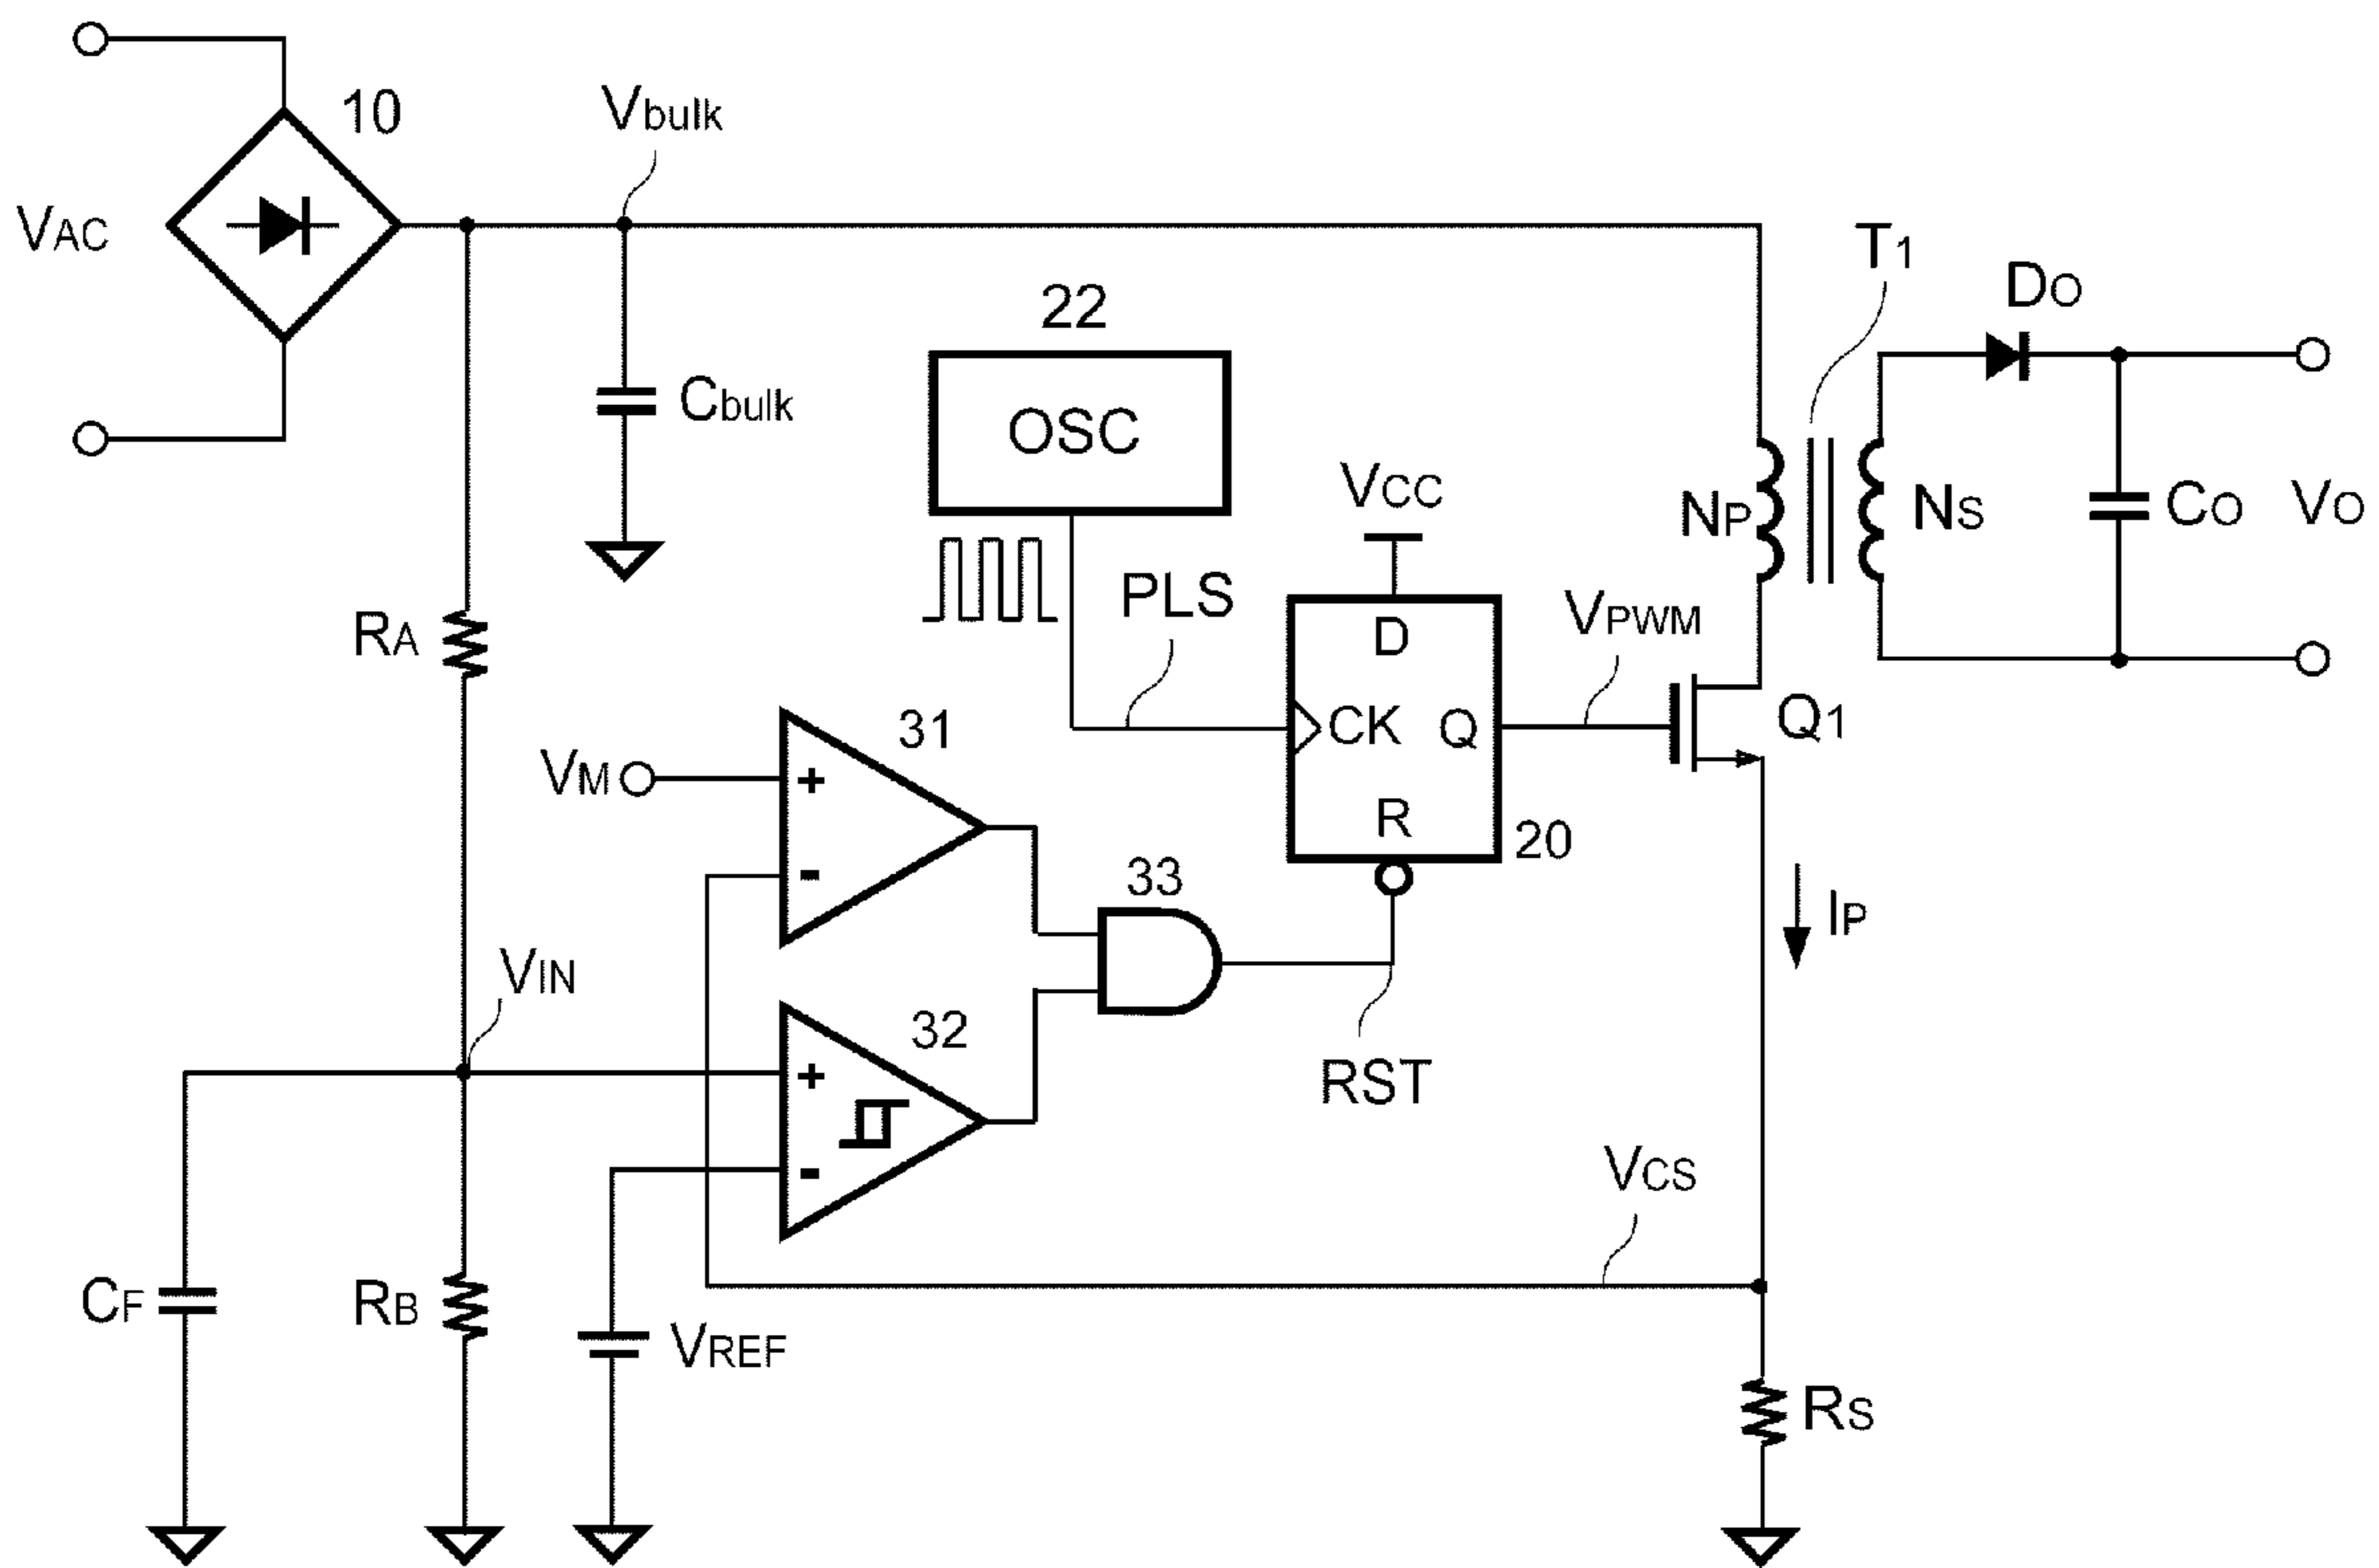 10
Vbulk
VAC
T1
DO
22
OSC
Cbulk
VCC
NP
NS
CO
VO
PLS
VPWM
RA
D
CK
Q
R
Q1
31
VM
+
-
20
33
IP
VIN
32
+
-
RST
VCS
CF
RB
VREF
RS